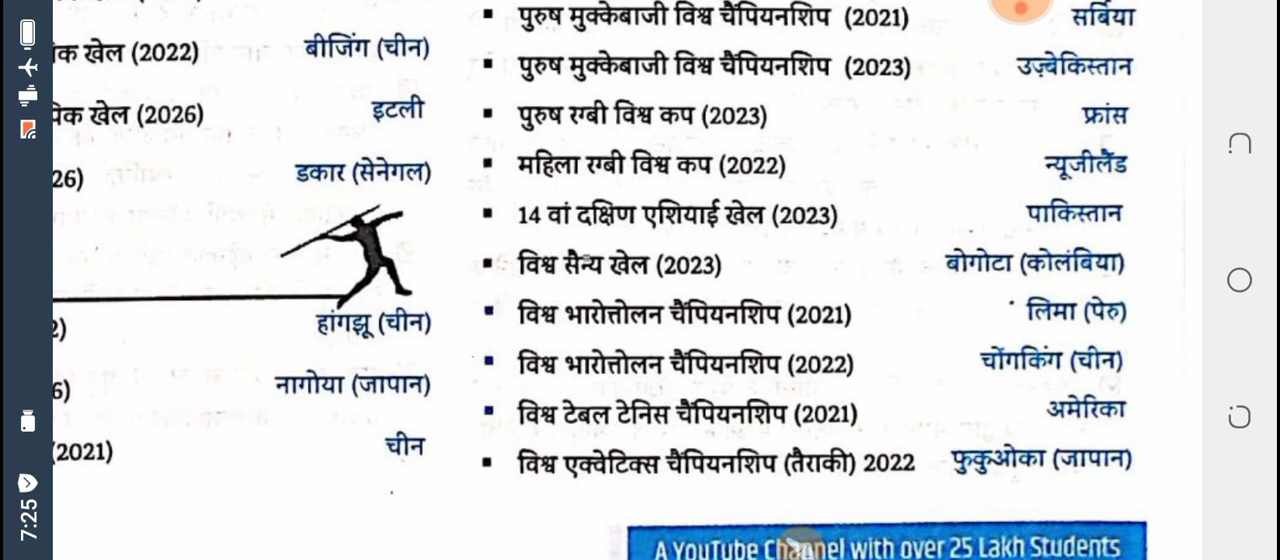 7:25
क खेल (2022) बीजिंग (चीन)
पिक खेल (2026) इटली
26) डकार (सेनेगल)
2) हांगझू (चीन)
6) नागोया (जापान)
(2021) चीन
पुरुष मुक्केबाजी विश्व चैंपियनशिप (2021) सर्बिया
पुरुष मुक्केबाजी विश्व चैंपियनशिप (2023) उज़्बेकिस्तान
पुरुष रग्बी विश्व कप (2023) फ्रांस
महिला रग्बी विश्व कप (2022) न्यूजीलैंड
14 वां दक्षिण एशियाई खेल (2023) पाकिस्तान
विश्व सैन्य खेल (2023) बोगोटा (कोलंबिया)
विश्व भारोत्तोलन चैंपियनशिप (2021) लिमा (पेरु)
विश्व भारोत्तोलन चैंपियनशिप (2022) चोंगकिंग (चीन)
विश्व टेबल टेनिस चैंपियनशिप (2021) अमेरिका
विश्व एक्वेटिक्स चैंपियनशिप (तैराकी) 2022 फुकुओका (जापान)
A YouTube Channel with over 25 Lakh Students